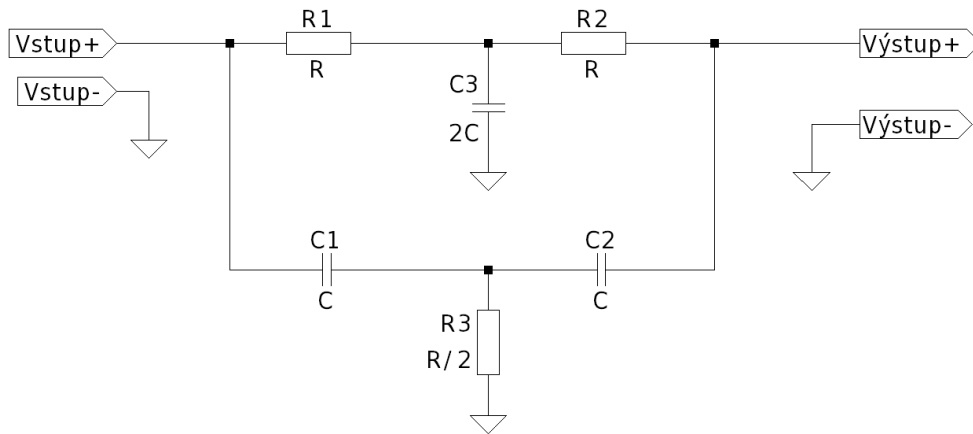 R1
R2
Vstup+
Výstup+
R
R
Vstup-
C3
2C
Výstup-
C1
C2
C
C
R3
R/2